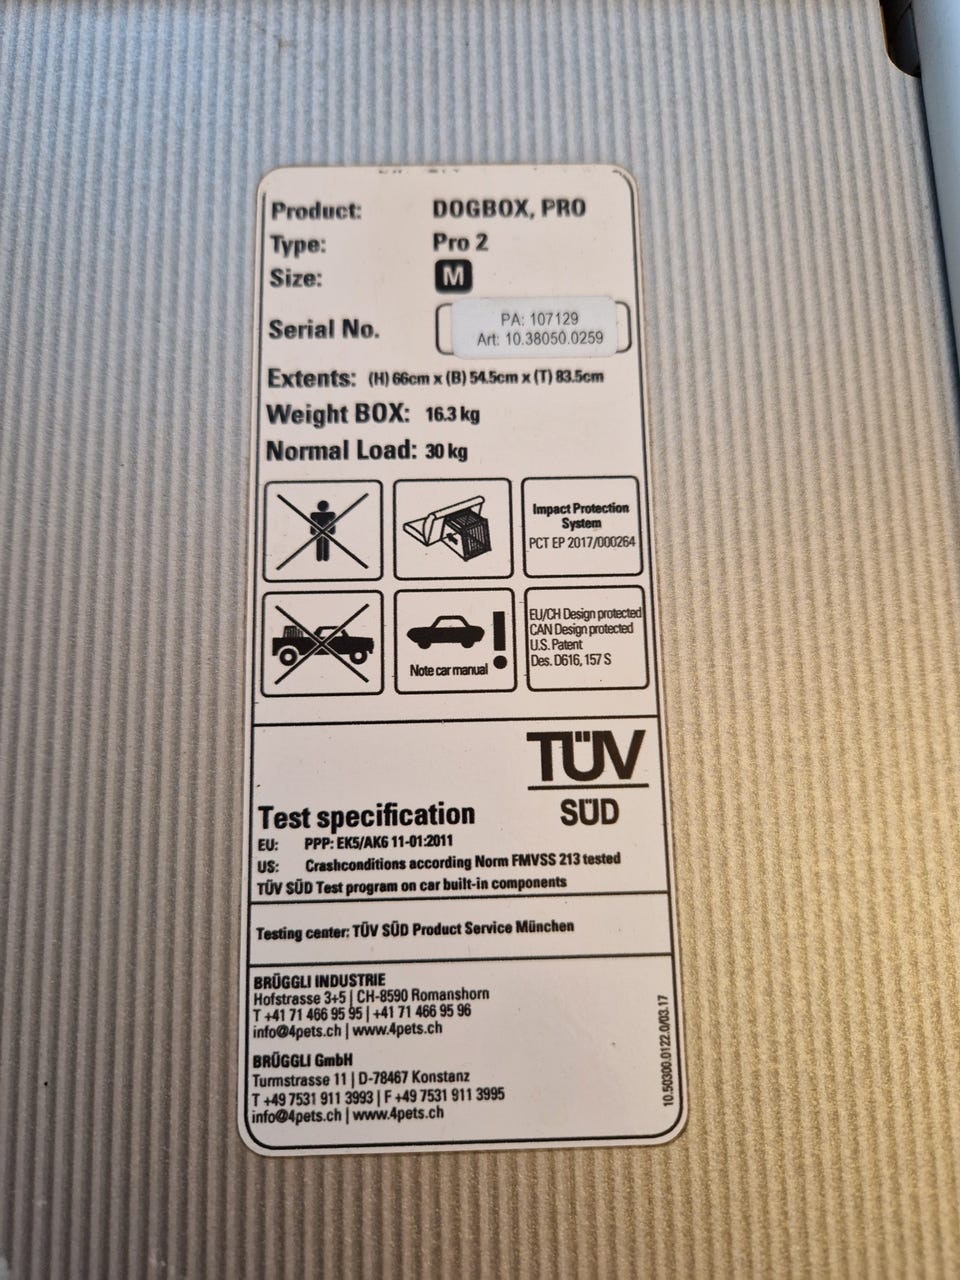 Product: DOGBOX, PRO
Type: Pro 2
Size: M
Serial No.
PA: 107129
Art: 10.38050.0259
Extents: (H) 66cm x (B) 54.5cm x (T) 83.5cm
Weight BOX: 16.3 kg
Normal Load: 30 kg
Impact Protection
System
PCT EP 2017/000264
Note car manual
!
EU/CH Design protected
CAN Design protected
U.S. Patent
Des. D616, 157 S
TÜV
SÜD
Test specification
EU: PPP: EK5/AK6 11-01:2011
US: Crashconditions according Norm FMVSS 213 tested
TÜV SÜD Test program on car built-in components
Testing center: TÜV SÜD Product Service München
BRÜGGLI INDUSTRIE
Hofstrasse 3+5 | CH-8590 Romanshorn
T +41 71 466 95 95 | +41 71 466 95 96
info@4pets.ch | www.4pets.ch
BRÜGGLI GmbH
Turmstrasse 11 | D-78467 Konstanz
T +49 7531 911 3993 | F +49 7531 911 3995
info@4pets.ch | www.4pets.ch
10.50300.0122.0/03.17